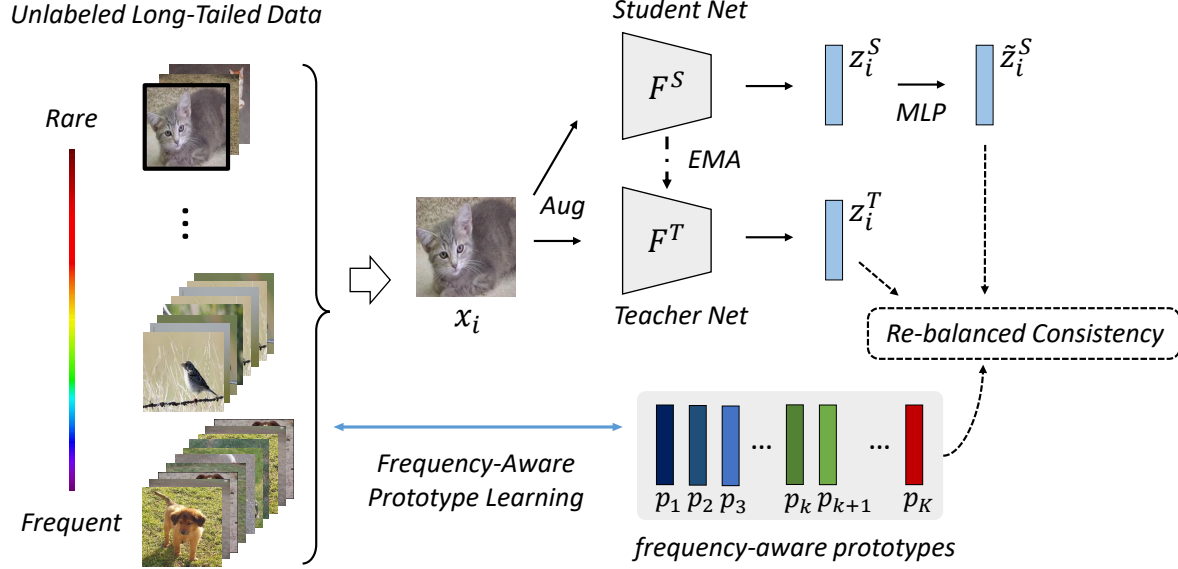 Unlabeled Long-Tailed Data
Rare
...
Frequent
x_i
Aug
Student Net
F^S
EMA
F^T
Teacher Net
z_i^S
MLP
z̃_i^S
z_i^T
Re-balanced Consistency
Frequency-Aware
Prototype Learning
p_1 p_2 p_3 ... p_k p_{k+1} ... p_K
frequency-aware prototypes